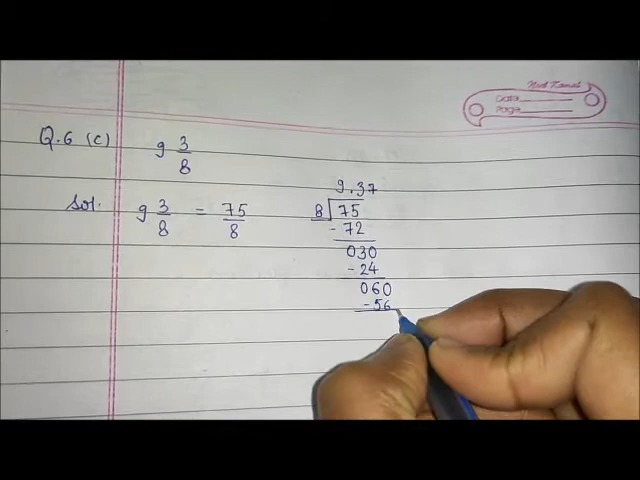 Date
Page
Q.6 (c) 9 3/8
Sol. 9 3/8 = 75/8
9.37
8 75
- 72
030
- 24
060
- 56